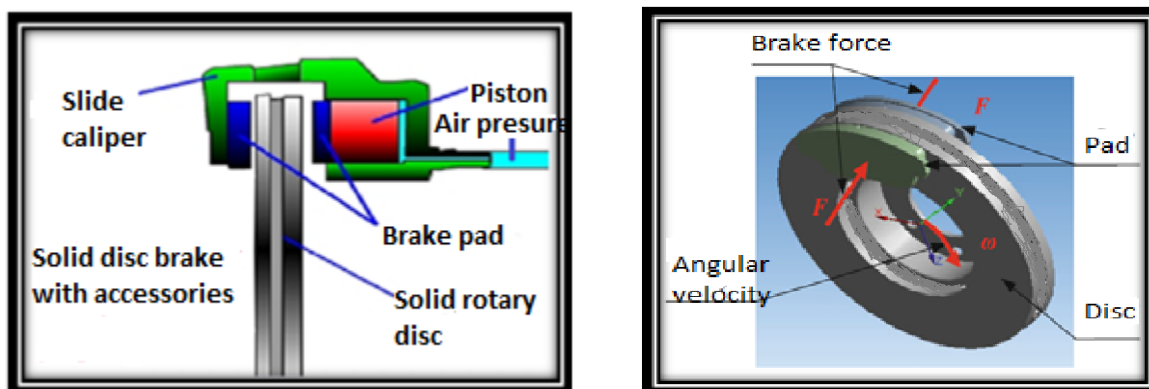 Slide
caliper
Piston
Air presure
Brake pad
Solid disc brake
with accessories
Solid rotary
disc
Brake force
F
Pad
F
x
Y
Z
ω
Angular
velocity
Disc